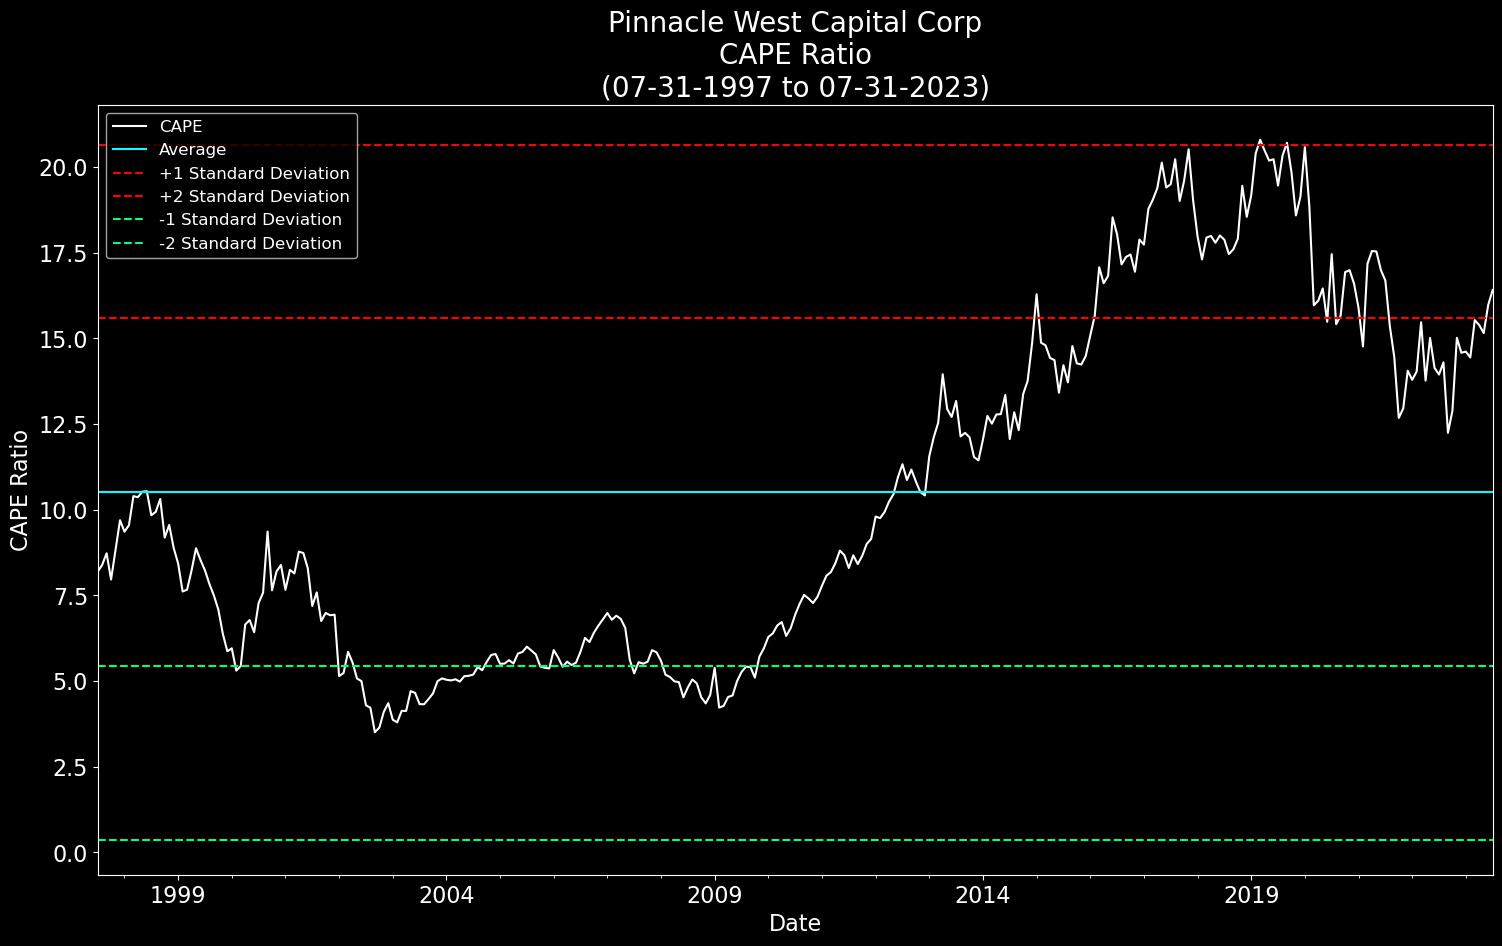 Pinnacle West Capital Corp
CAPE Ratio
(07-31-1997 to 07-31-2023)
CAPE
Average
+1 Standard Deviation
+2 Standard Deviation
-1 Standard Deviation
-2 Standard Deviation
20.0
17.5
15.0
12.5
10.0
7.5
5.0
2.5
0.0
CAPE Ratio
1999 2004 2009 2014 2019
Date